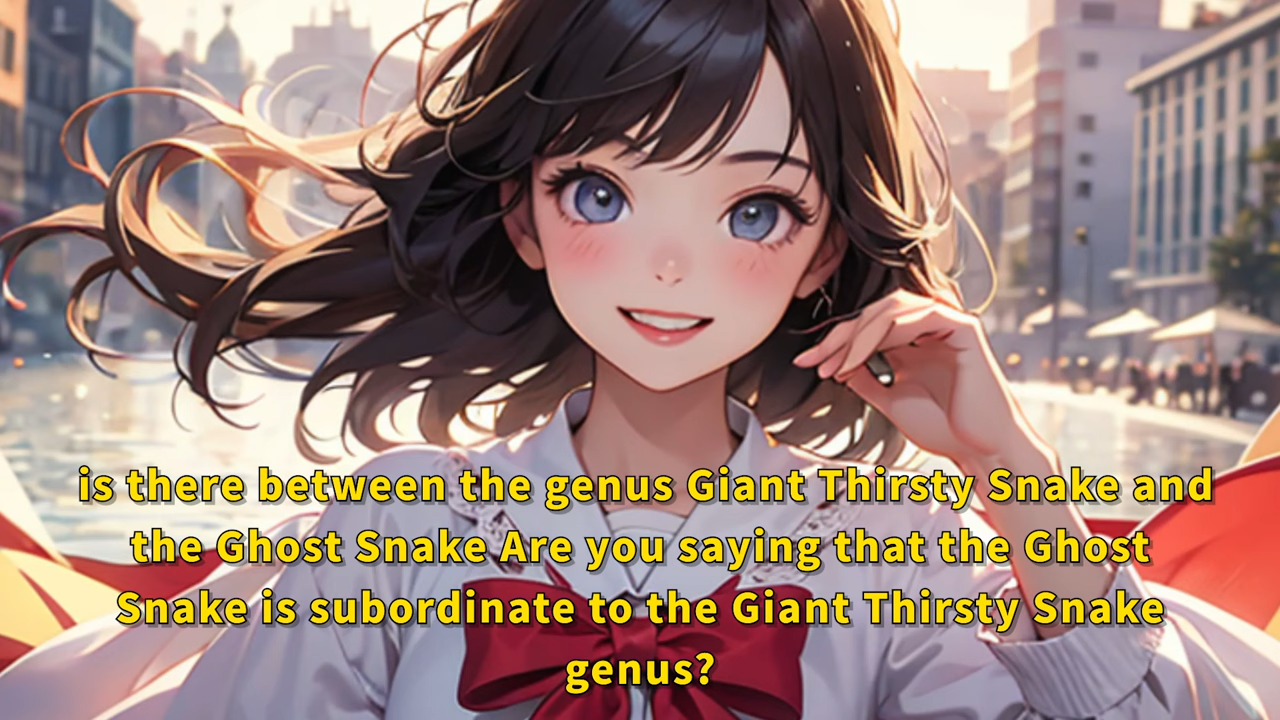 is there between the genus Giant Thirsty Snake and
the Ghost Snake Are you saying that the Ghost
Snake is subordinate to the Giant Thirsty Snake
genus?